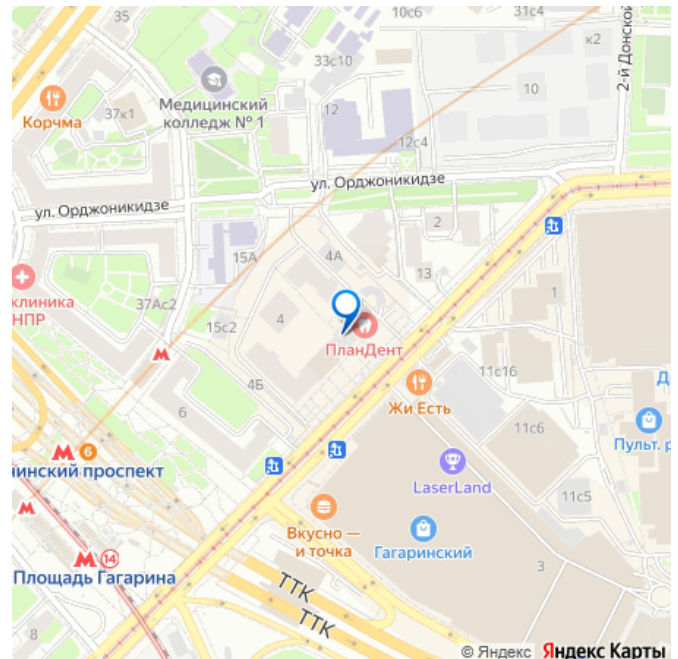 35
10с6
31с4
к2
33с10
2-й Донской
Медицинский
колледж № 1
Корчма
37к1
12
10
12с4
ул. Орджоникидзе
ул. Орджоникидзе
2
15А
4А
13
клиника
НПР
37Ас2
1
15с2
4
ПланДент
11с16
4Б
Жи Есть
Д
6
11с6
Пульт. р
6
нинский проспект
LaserLand
11с5
Вкусно —
и точка
Гагаринский
14
Площадь Гагарина
3
ТТК
ТТК
8
© Яндекс Яндекс Карты